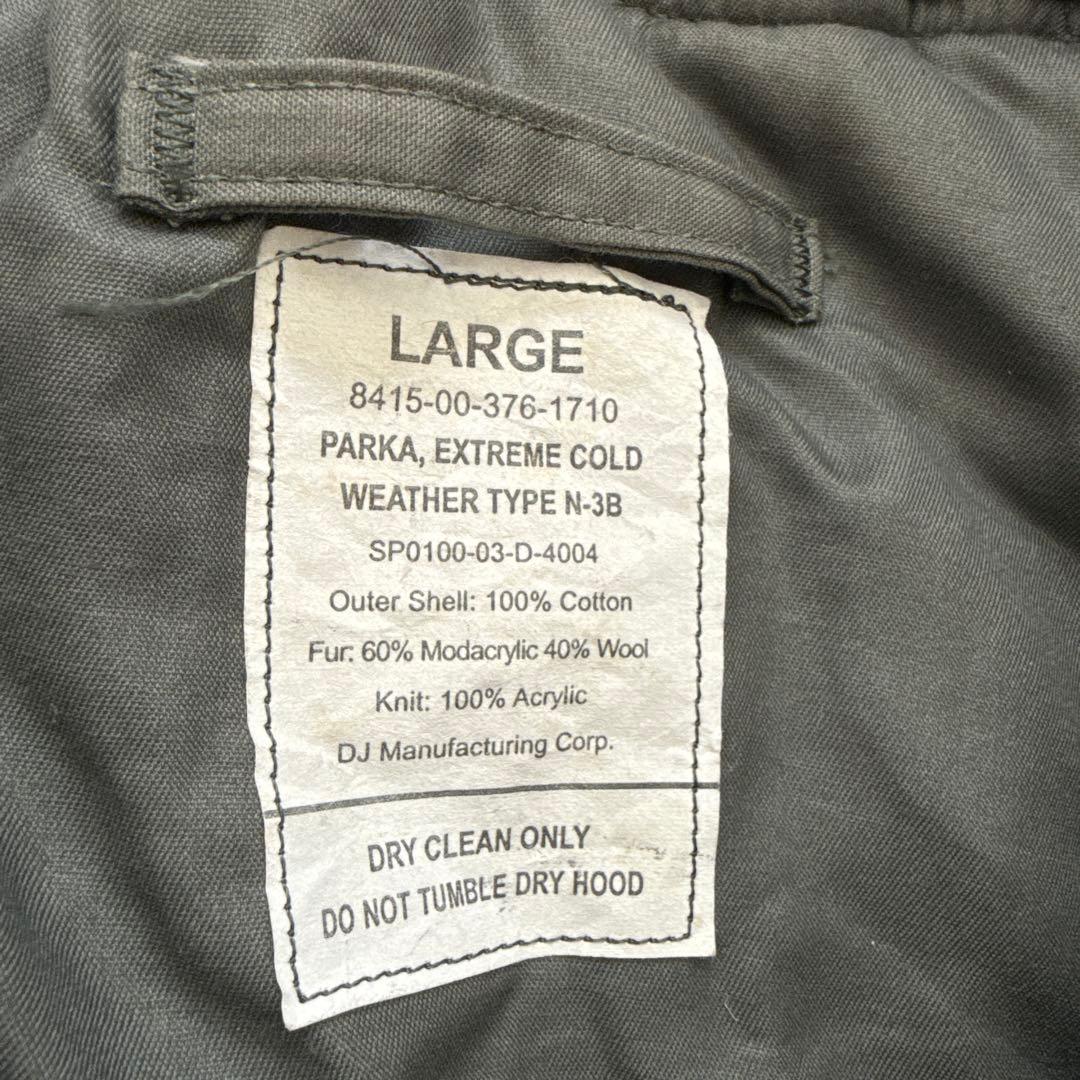 LARGE
8415-00-376-1710
PARKA, EXTREME COLD
WEATHER TYPE N-3B
SP0100-03-D-4004
Outer Shell: 100% Cotton
Fur: 60% Modacrylic 40% Wool
Knit: 100% Acrylic
DJ Manufacturing Corp.
DRY CLEAN ONLY
DO NOT TUMBLE DRY HOOD